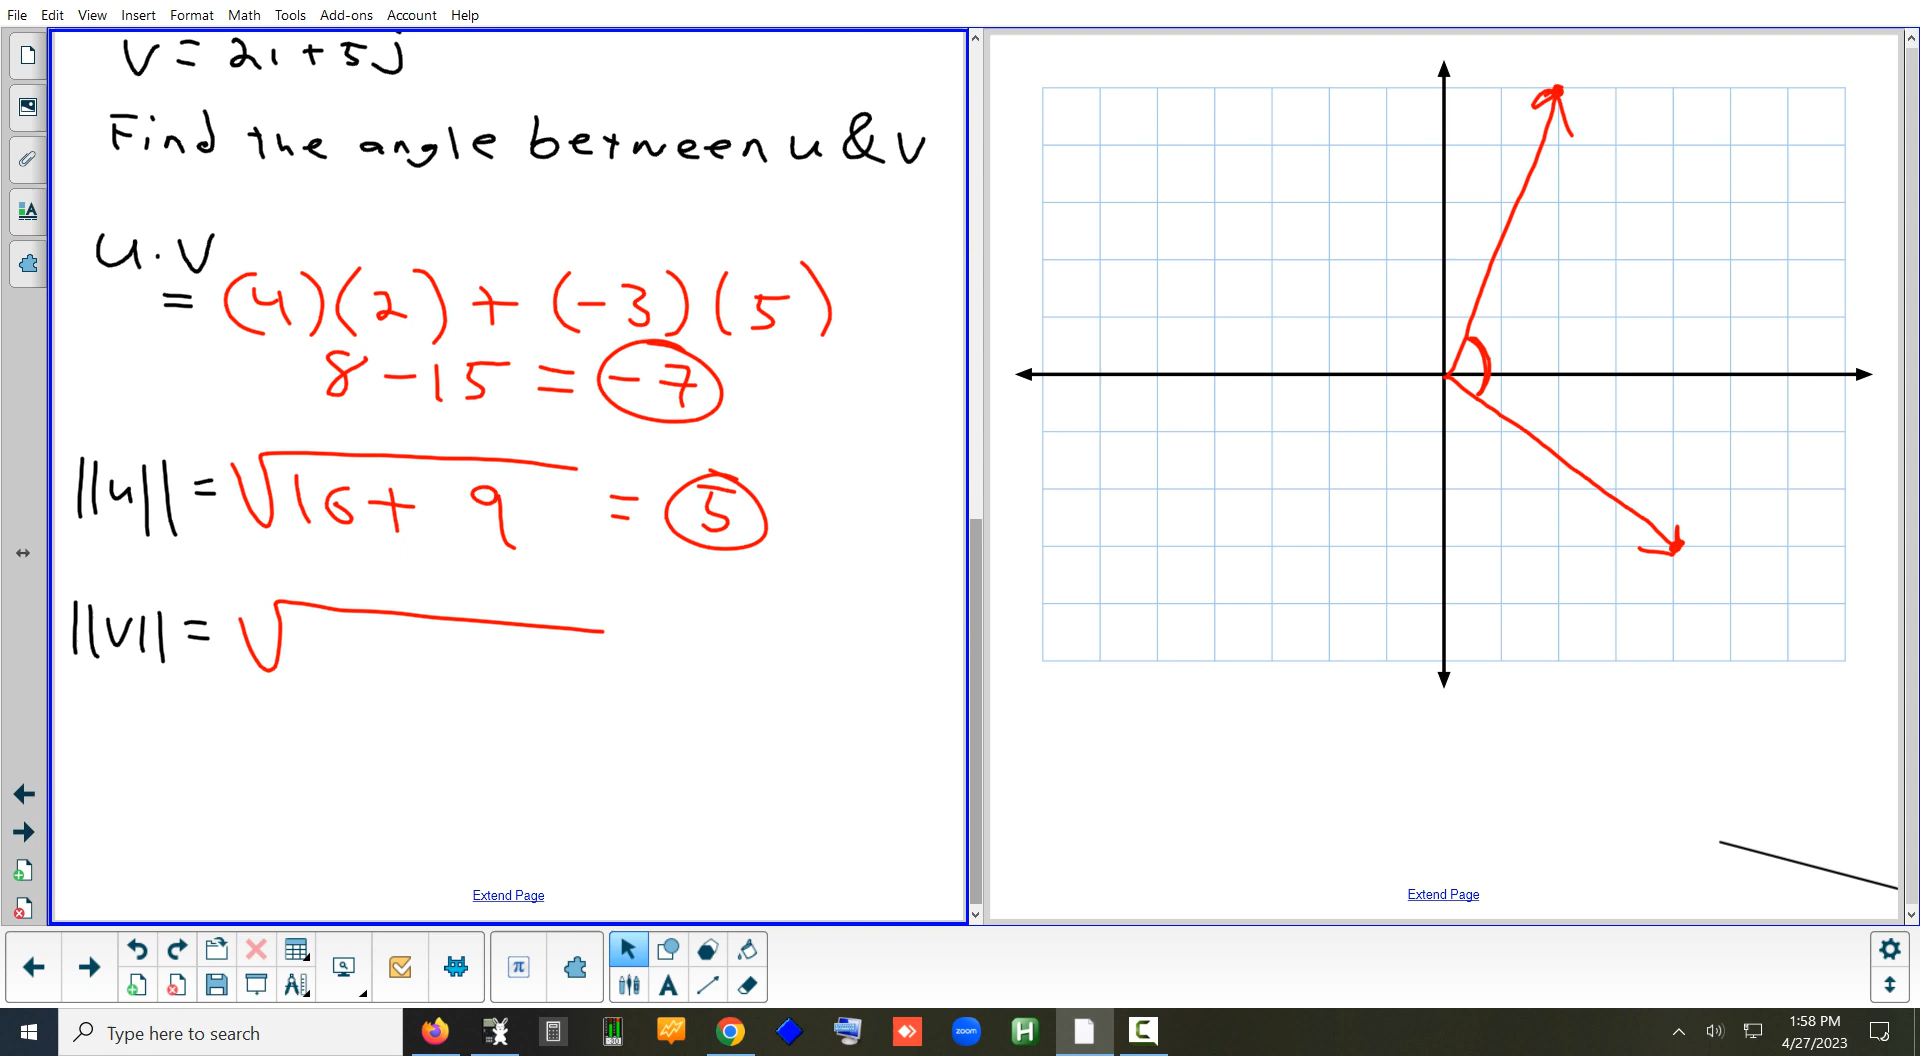 File Edit View Insert Format Math Tools Add-ons Account Help
v = 2i + 5j
Find the angle between u & v
u · v
= (4)(2) + (-3)(5)
8 - 15 = -7
||u|| = √16 + 9 = 5
||v|| = √
Extend Page
Extend Page
π
A
Type here to search
zoom
H
C
1:58 PM
4/27/2023